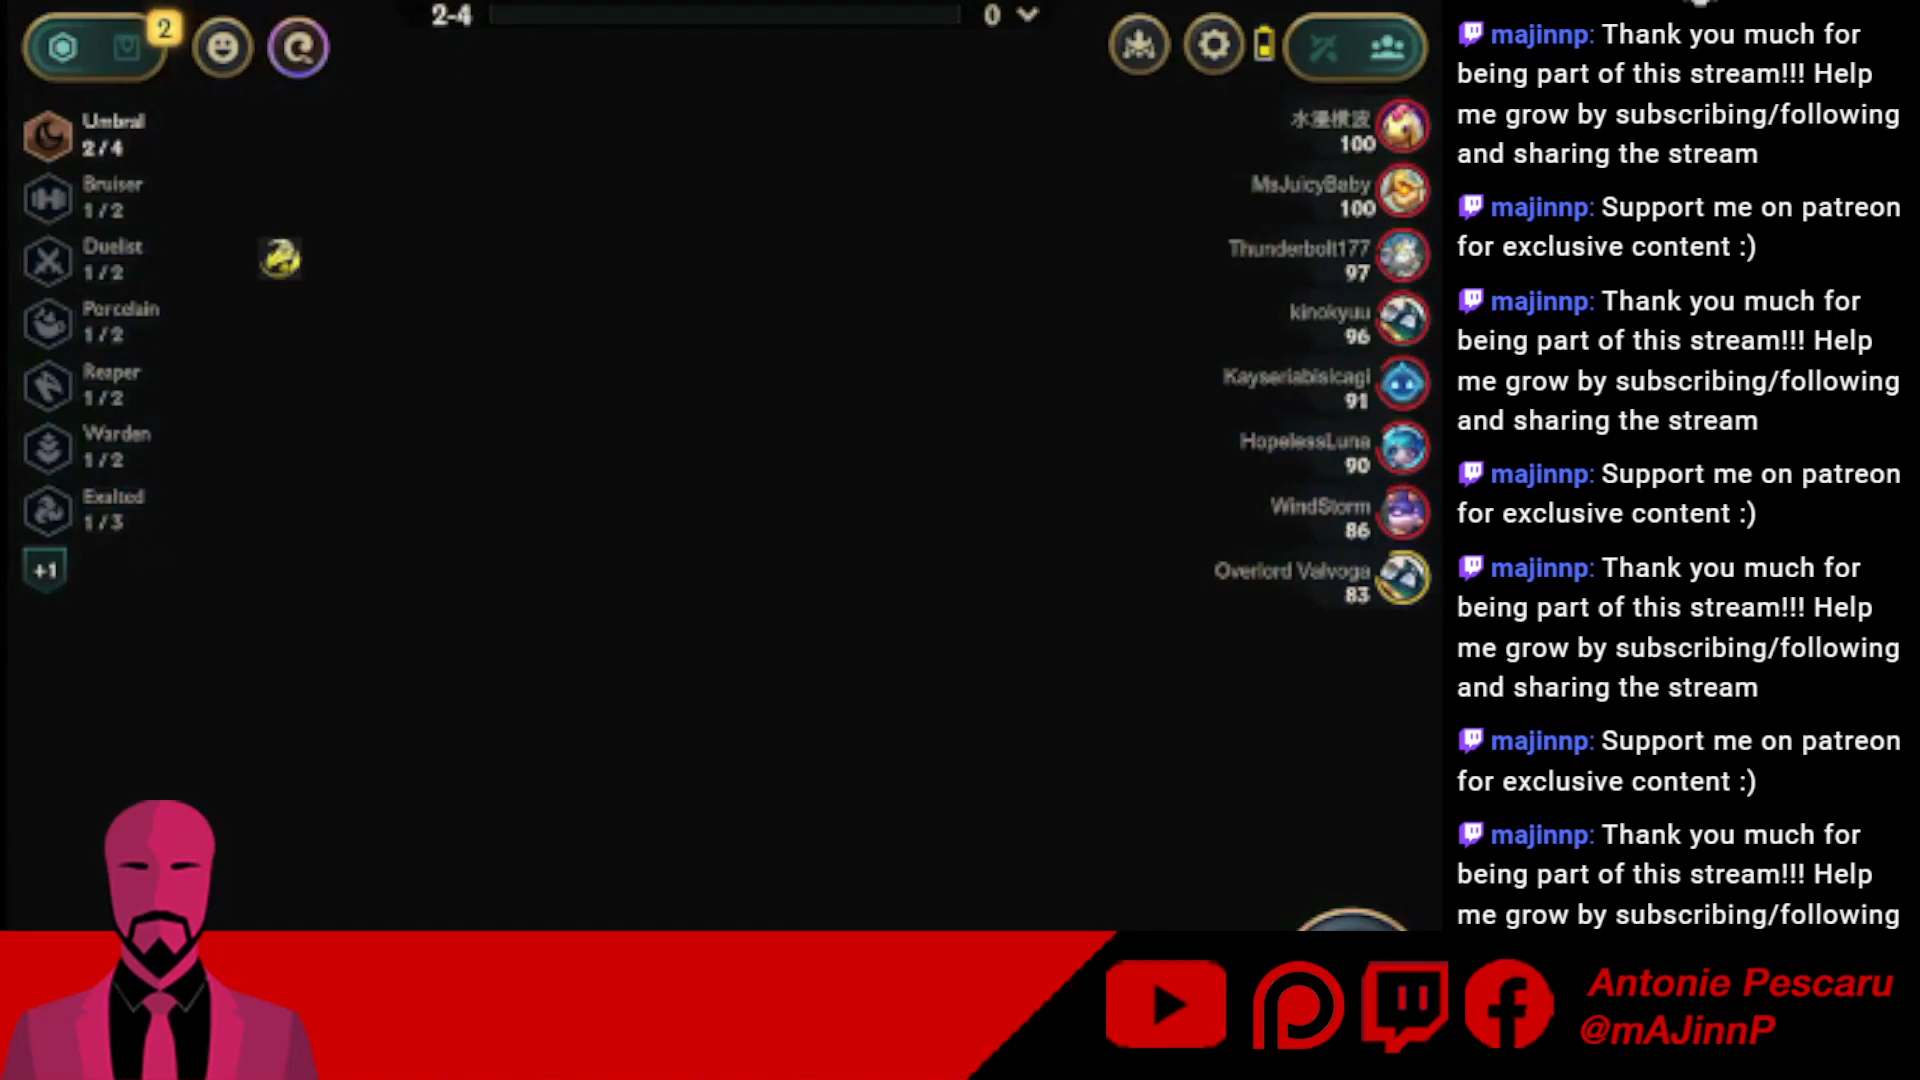 2-4
0
2
Umbral
2/4
Bruiser
1/2
Duelist
1/2
Porcelain
1/2
Reaper
1/2
Warden
1/2
Exalted
1/3
+1
水漫横波
100
MsJuicyBaby
100
Thunderbolt177
97
kinokyuu
96
Kayseriabisicagi
91
HopelessLuna
90
WindStorm
86
Overlord Valvoga
83
majinnp: Thank you much for
being part of this stream!!! Help
me grow by subscribing/following
and sharing the stream
majinnp: Support me on patreon
for exclusive content :)
majinnp: Thank you much for
being part of this stream!!! Help
me grow by subscribing/following
and sharing the stream
majinnp: Support me on patreon
for exclusive content :)
majinnp: Thank you much for
being part of this stream!!! Help
me grow by subscribing/following
and sharing the stream
majinnp: Support me on patreon
for exclusive content :)
majinnp: Thank you much for
being part of this stream!!! Help
me grow by subscribing/following
Antonie Pescaru
@mAJinnP